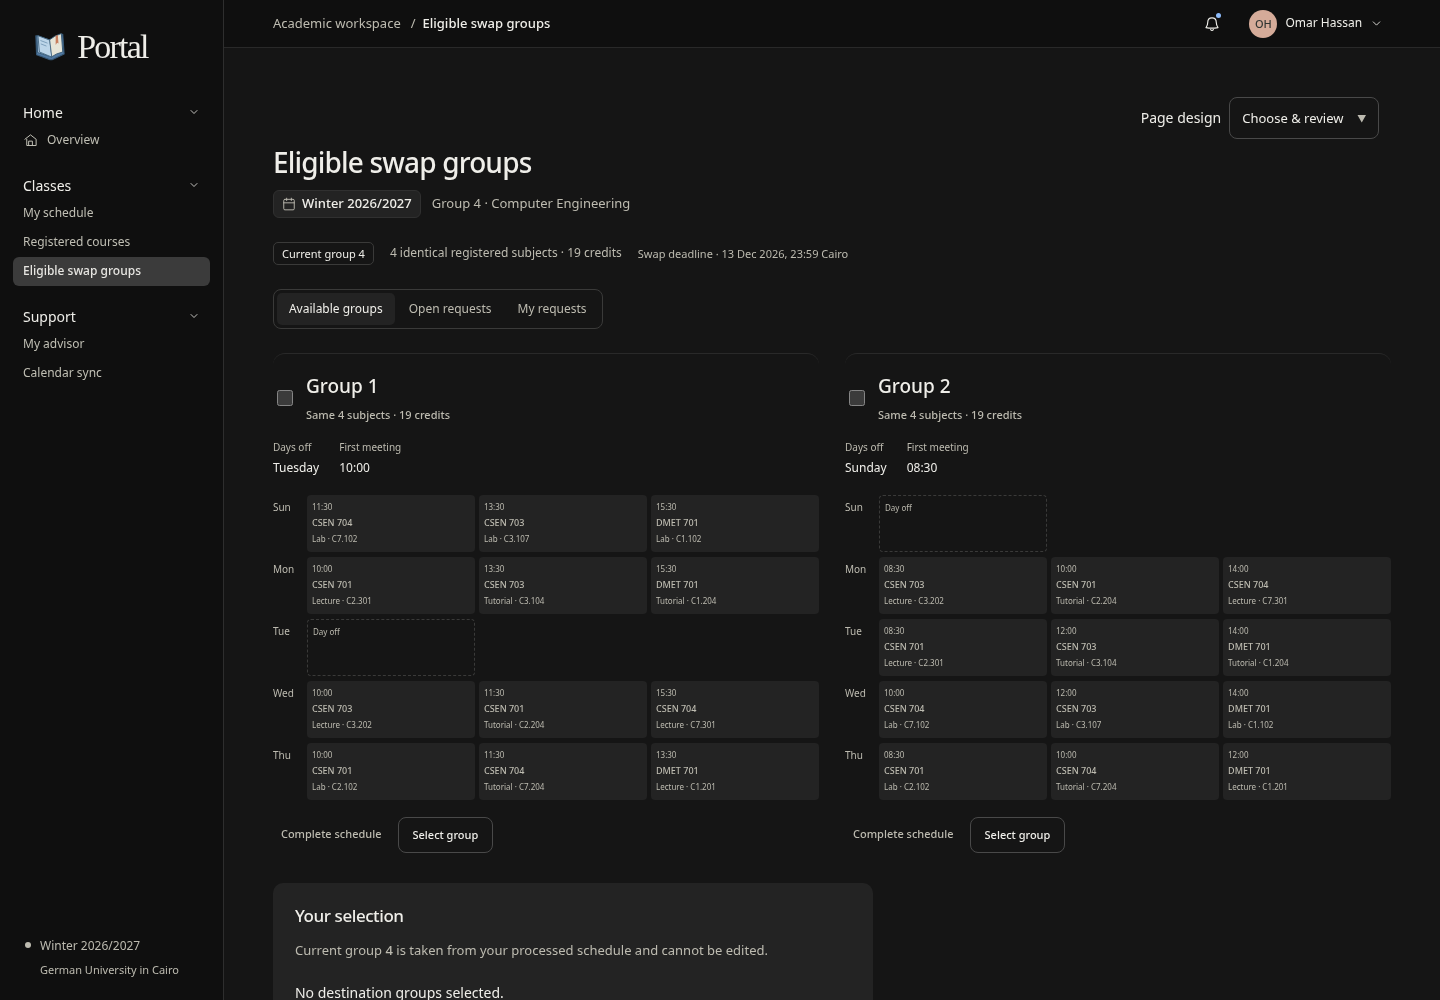 Portal
Home
Overview
Classes
My schedule
Registered courses
Eligible swap groups
Support
My advisor
Calendar sync
Winter 2026/2027
German University in Cairo
Academic workspace / Eligible swap groups
OH Omar Hassan
Page design Choose & review
Eligible swap groups
Winter 2026/2027 Group 4 · Computer Engineering
Current group 4 4 identical registered subjects · 19 credits Swap deadline · 13 Dec 2026, 23:59 Cairo
Available groups Open requests My requests
Group 1
Same 4 subjects · 19 credits
Days off First meeting
Tuesday 10:00
Sun 11:30 13:30 15:30
CSEN 704 CSEN 703 DMET 701
Lab · C7.102 Lab · C3.107 Lab · C1.102
Mon 10:00 13:30 15:30
CSEN 701 CSEN 703 DMET 701
Lecture · C2.301 Tutorial · C3.104 Tutorial · C1.204
Tue Day off
Wed 10:00 11:30 15:30
CSEN 703 CSEN 701 CSEN 704
Lecture · C3.202 Tutorial · C2.204 Lecture · C7.301
Thu 10:00 11:30 13:30
CSEN 701 CSEN 704 DMET 701
Lab · C2.102 Tutorial · C7.204 Lecture · C1.201
Complete schedule Select group
Group 2
Same 4 subjects · 19 credits
Days off First meeting
Sunday 08:30
Sun Day off
Mon 08:30 10:00 14:00
CSEN 703 CSEN 701 CSEN 704
Lecture · C3.202 Tutorial · C2.204 Lecture · C7.301
Tue 08:30 12:00 14:00
CSEN 701 CSEN 703 DMET 701
Lecture · C2.301 Tutorial · C3.104 Tutorial · C1.204
Wed 10:00 12:00 14:00
CSEN 704 CSEN 703 DMET 701
Lab · C7.102 Lab · C3.107 Lab · C1.102
Thu 08:30 10:00 12:00
CSEN 701 CSEN 704 DMET 701
Lab · C2.102 Tutorial · C7.204 Lecture · C1.201
Complete schedule Select group
Your selection
Current group 4 is taken from your processed schedule and cannot be edited.
No destination groups selected.